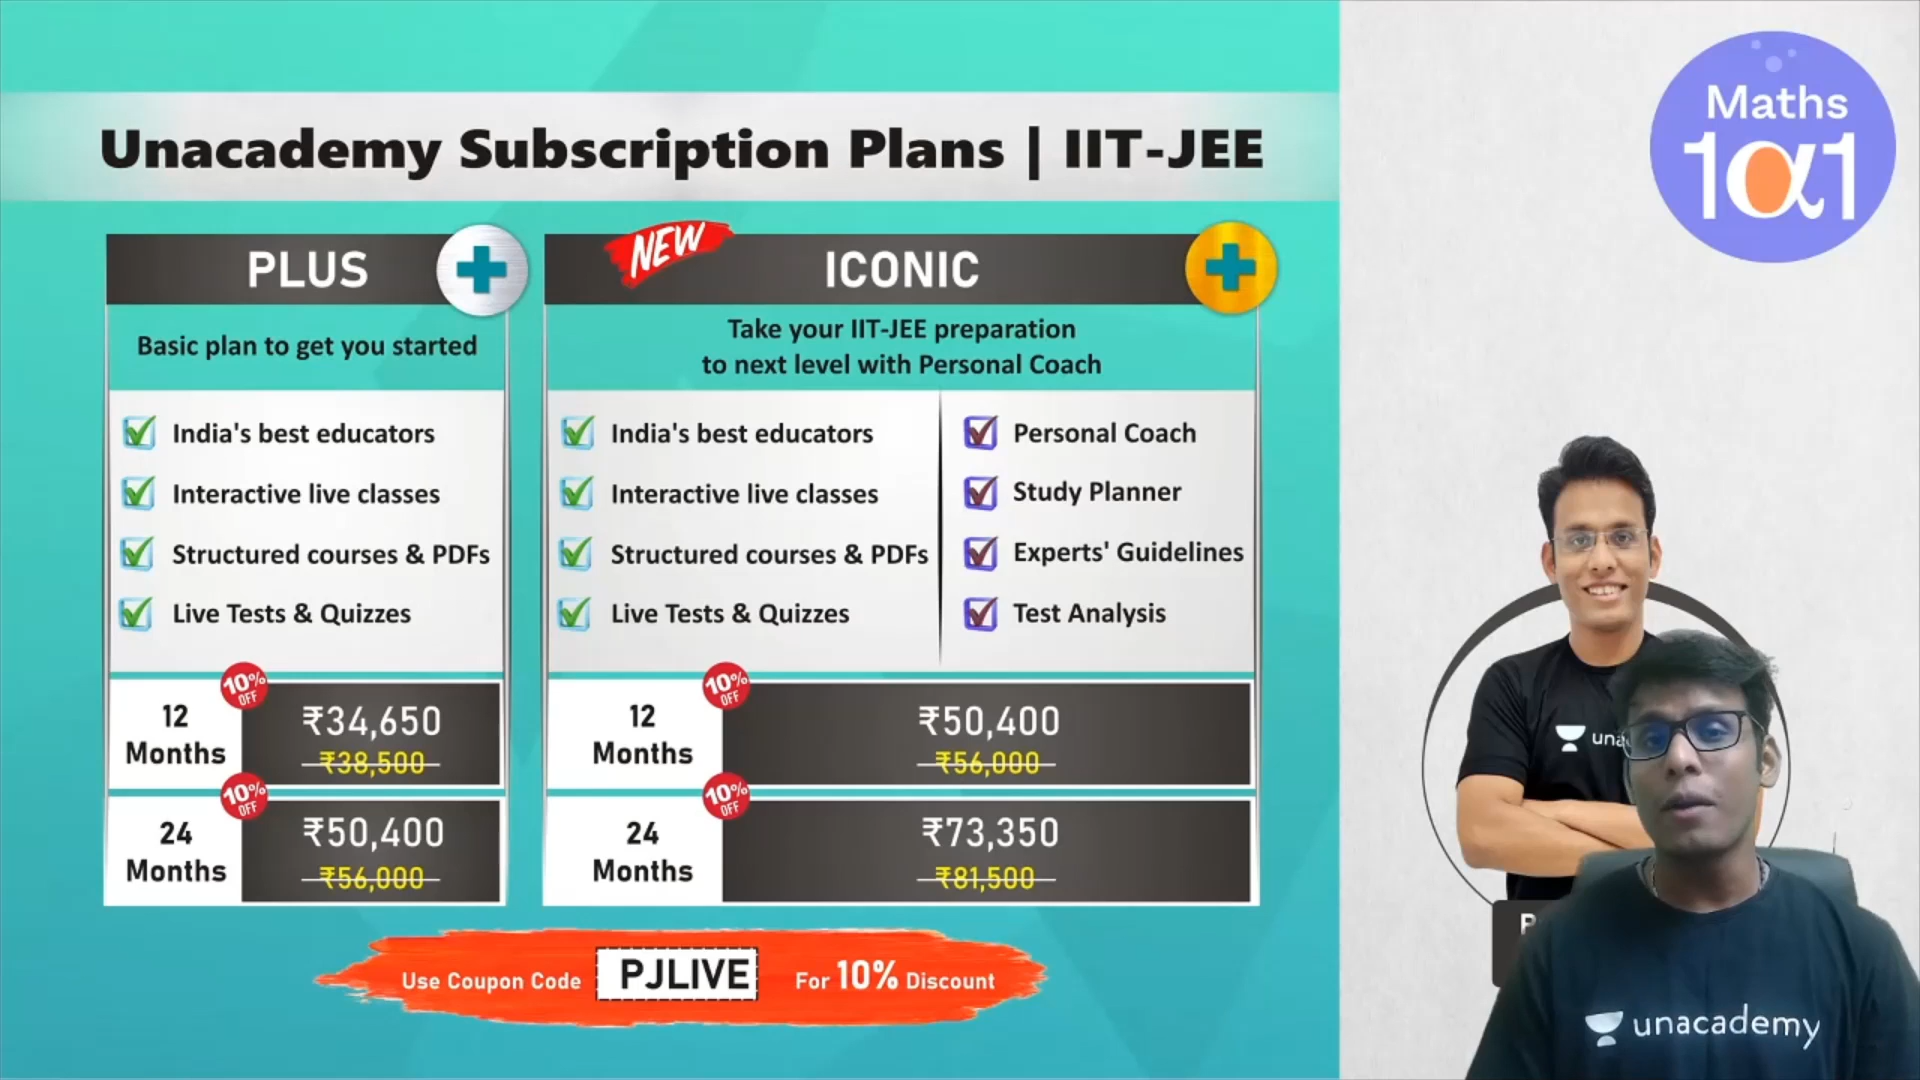 Unacademy Subscription Plans | IIT-JEE
Maths
1α1
PLUS
Basic plan to get you started
India's best educators
Interactive live classes
Structured courses & PDFs
Live Tests & Quizzes
12
Months
10%
OFF
₹34,650
₹38,500
24
Months
10%
OFF
₹50,400
₹56,000
NEW
ICONIC
Take your IIT-JEE preparation
to next level with Personal Coach
India's best educators
Interactive live classes
Structured courses & PDFs
Live Tests & Quizzes
Personal Coach
Study Planner
Experts' Guidelines
Test Analysis
12
Months
10%
OFF
₹50,400
₹56,000
24
Months
10%
OFF
₹73,350
₹81,500
Use Coupon Code PJLIVE For 10% Discount
unacademy